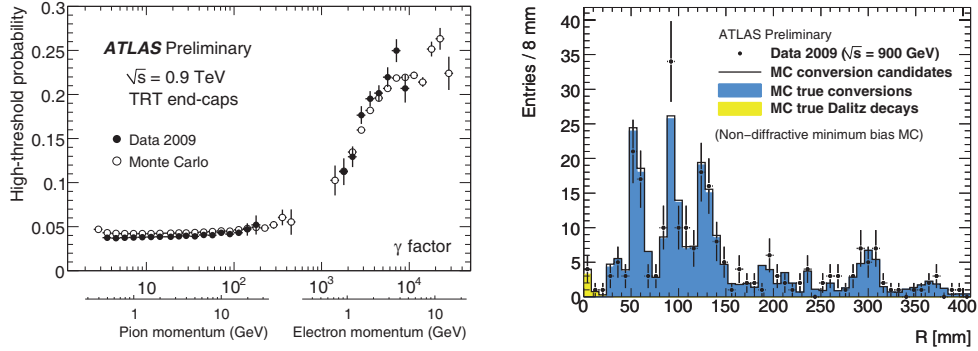 High-threshold probability
0.3
0.25
0.2
0.15
0.1
0.05
0
ATLAS Preliminary
√s = 0.9 TeV
TRT end-caps
Data 2009
Monte Carlo
γ factor
10 10² 10³ 10⁴
1 10 1 10
Pion momentum (GeV) Electron momentum (GeV)
Entries / 8 mm
40
35
30
25
20
15
10
5
0
ATLAS Preliminary
Data 2009 (√s = 900 GeV)
MC conversion candidates
MC true conversions
MC true Dalitz decays
(Non-diffractive minimum bias MC)
0 50 100 150 200 250 300 350 400
R [mm]